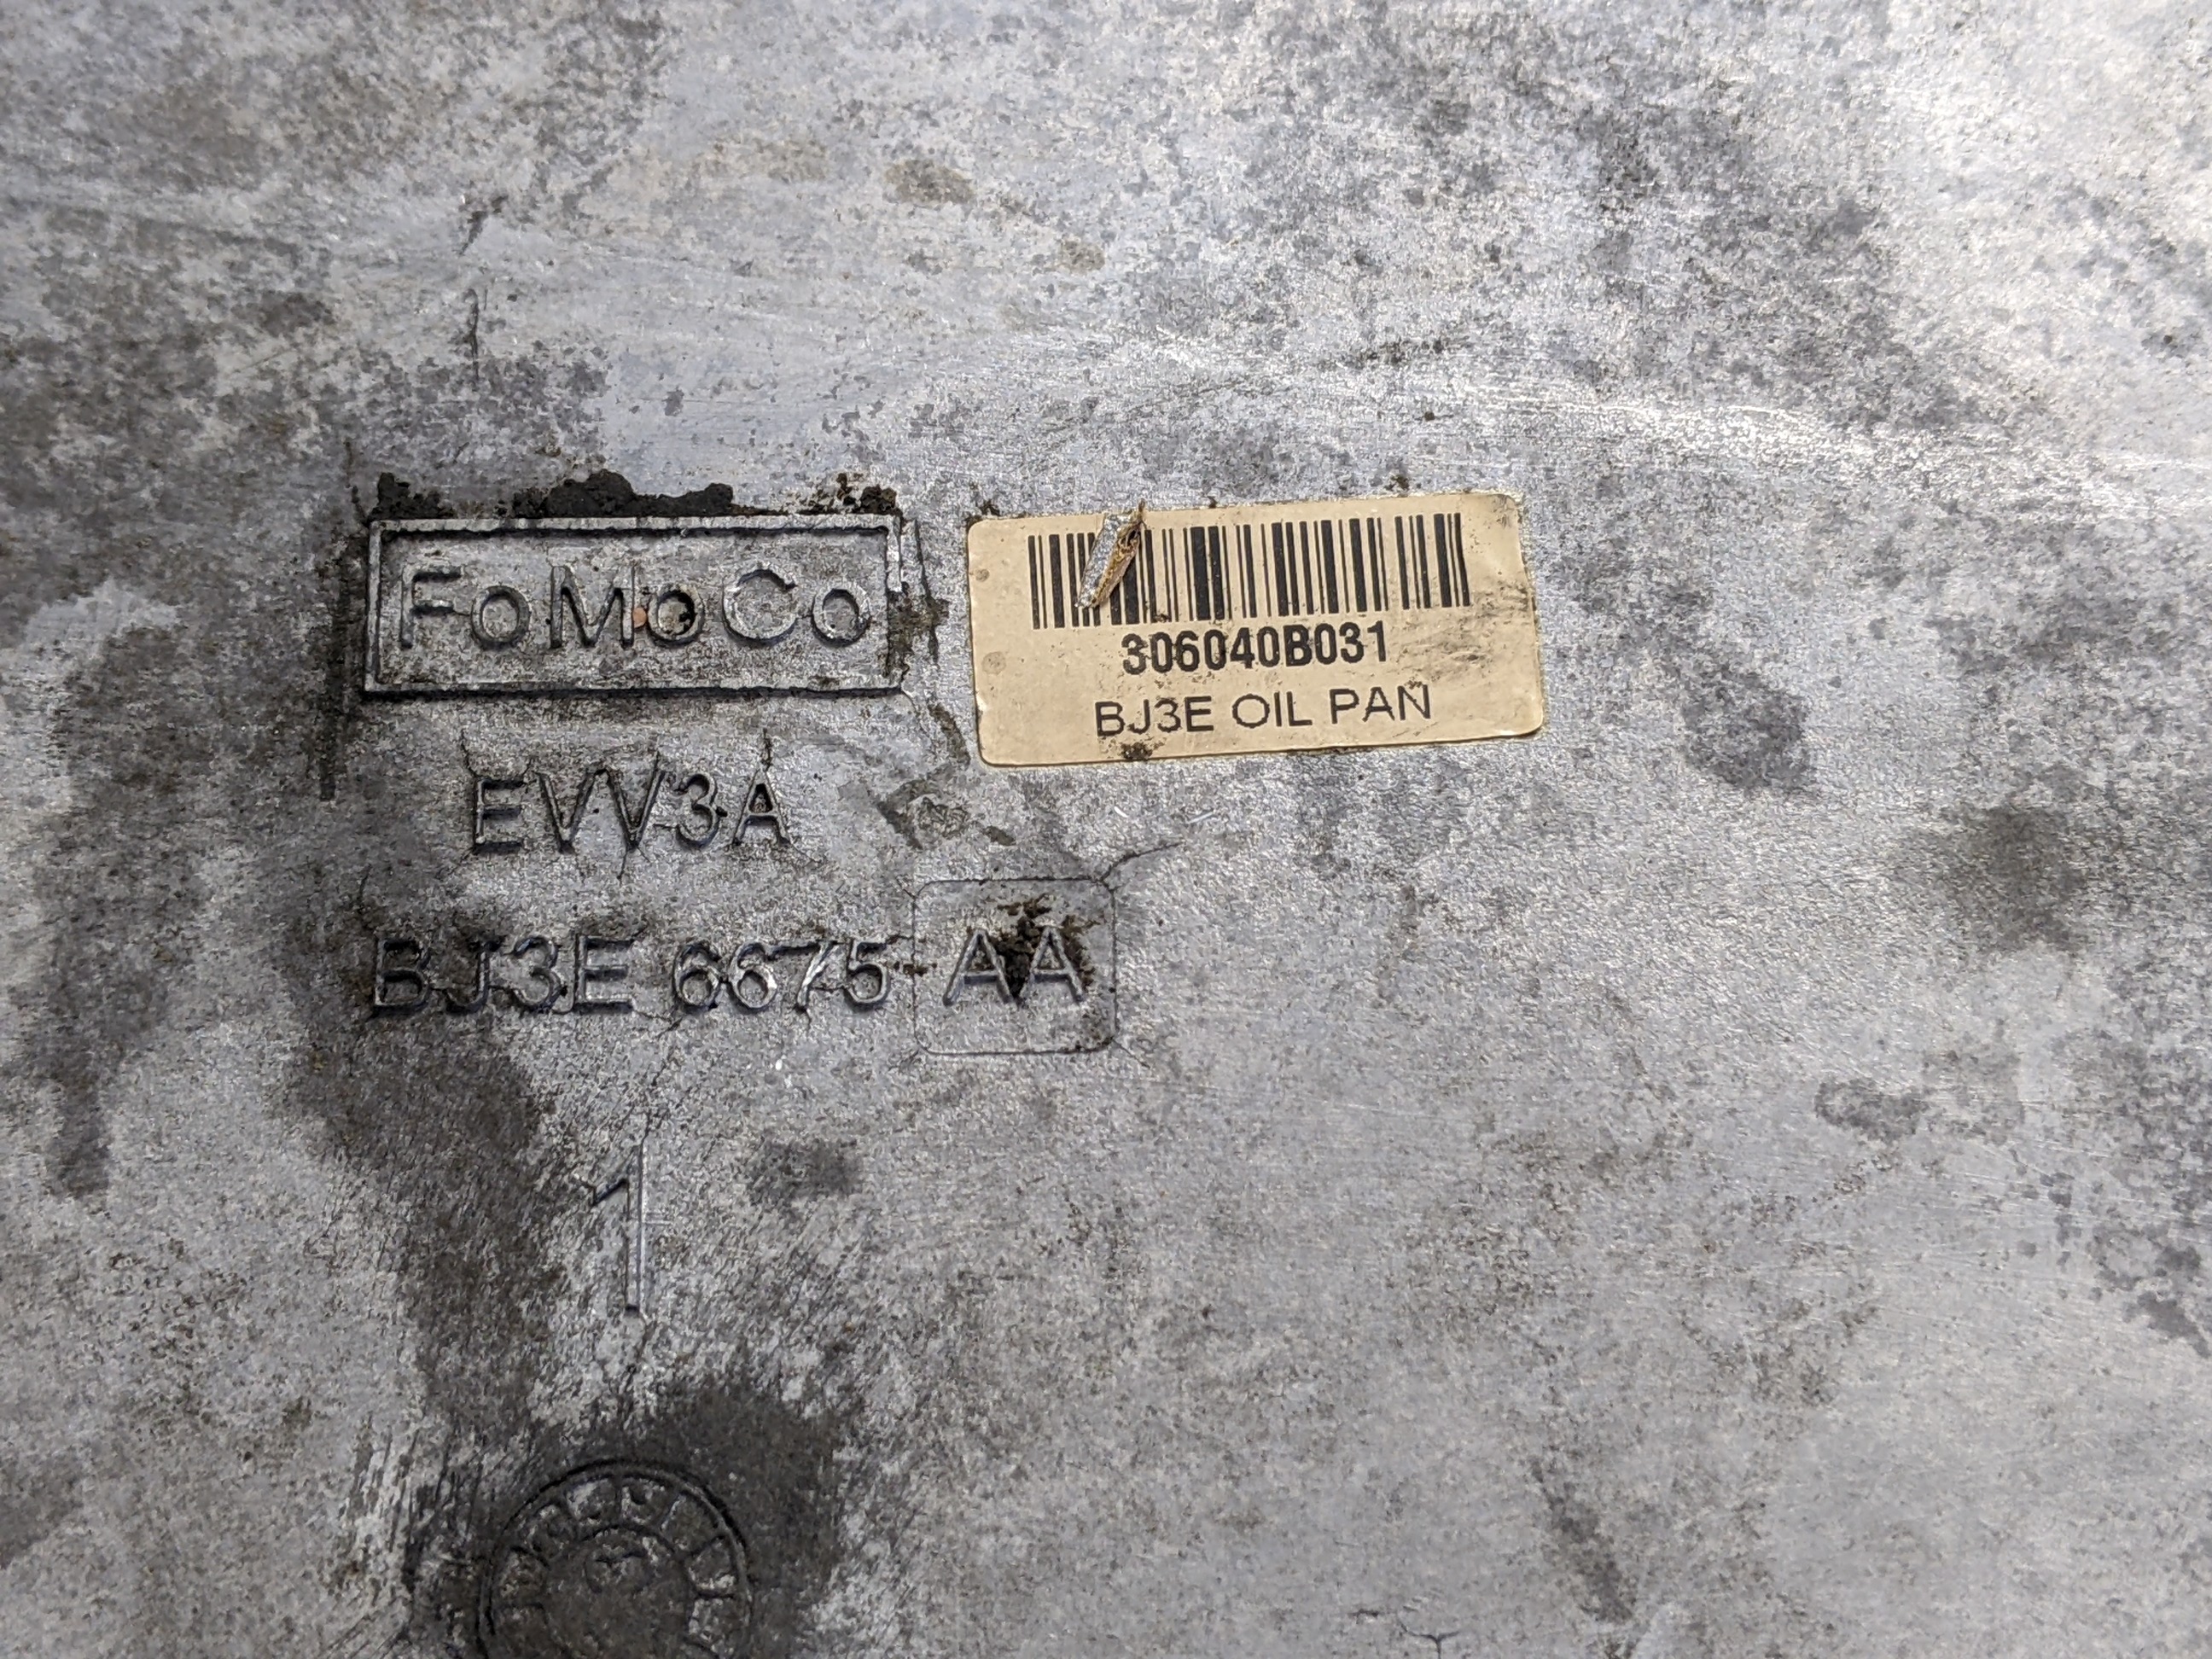 FoMoCo
306040B031
BJ3E OIL PAN
EVV3A
BJ3E 6675 AA
1